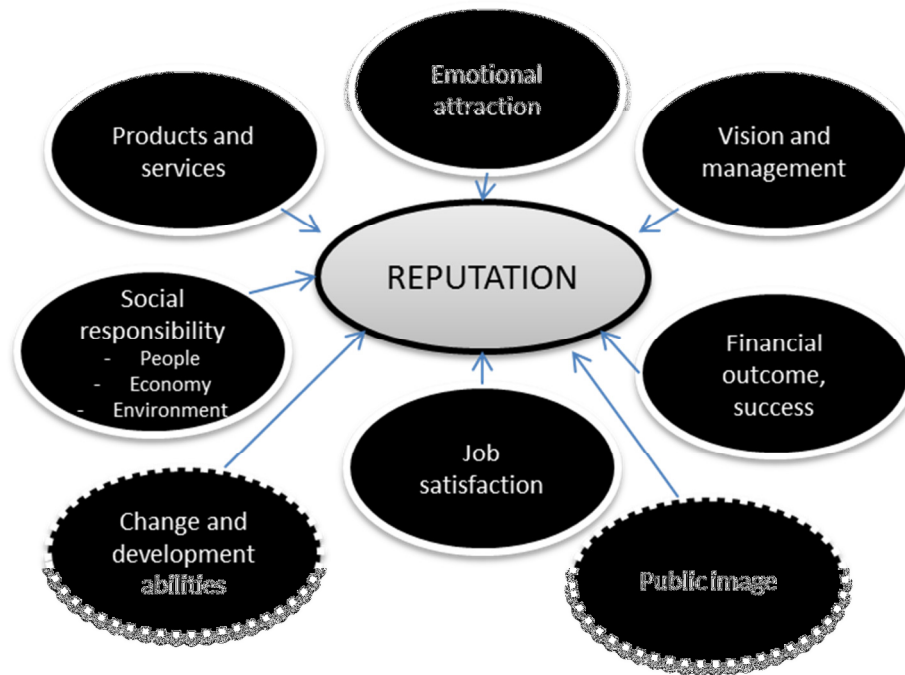 Emotional
attraction
Products and
services
Vision and
management
REPUTATION
Social
responsibility
- People
- Economy
- Environment
Financial
outcome,
success
Job
satisfaction
Change and
development
abilities
Public image